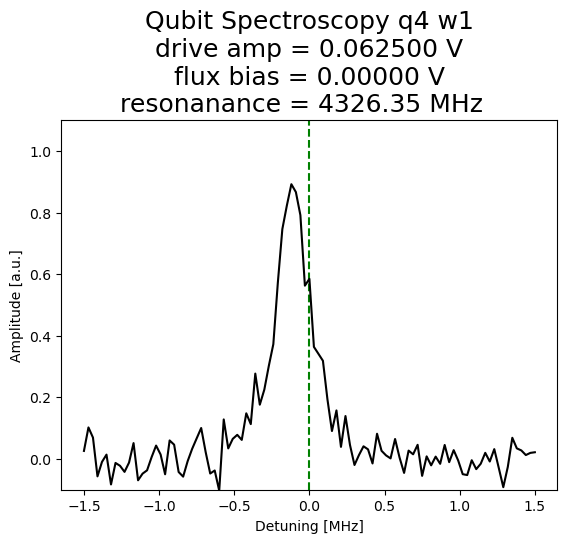 Qubit Spectroscopy q4 w1
drive amp = 0.062500 V
flux bias = 0.00000 V
resonanance = 4326.35 MHz
Amplitude [a.u.]
1.0
0.8
0.6
0.4
0.2
0.0
−1.5 −1.0 −0.5 0.0 0.5 1.0 1.5
Detuning [MHz]